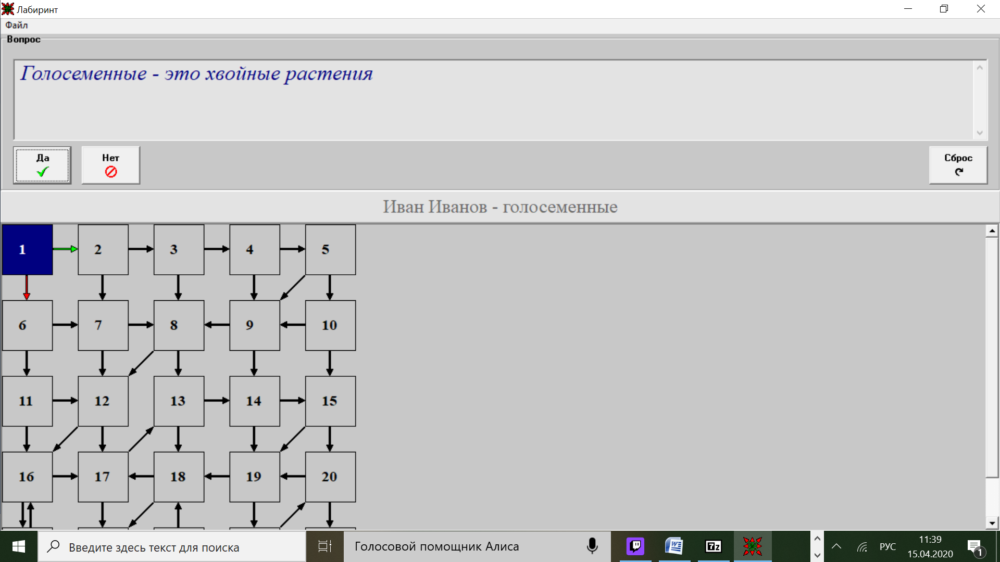 Лабиринт
Файл
Вопрос
Голосеменные - это хвойные растения
Да
Нет
Сброс
Иван Иванов - голосеменные
1 2 3 4 5
6 7 8 9 10
11 12 13 14 15
16 17 18 19 20
Введите здесь текст для поиска
Голосовой помощник Алиса
W
7z
РУС
11:39
15.04.2020
1